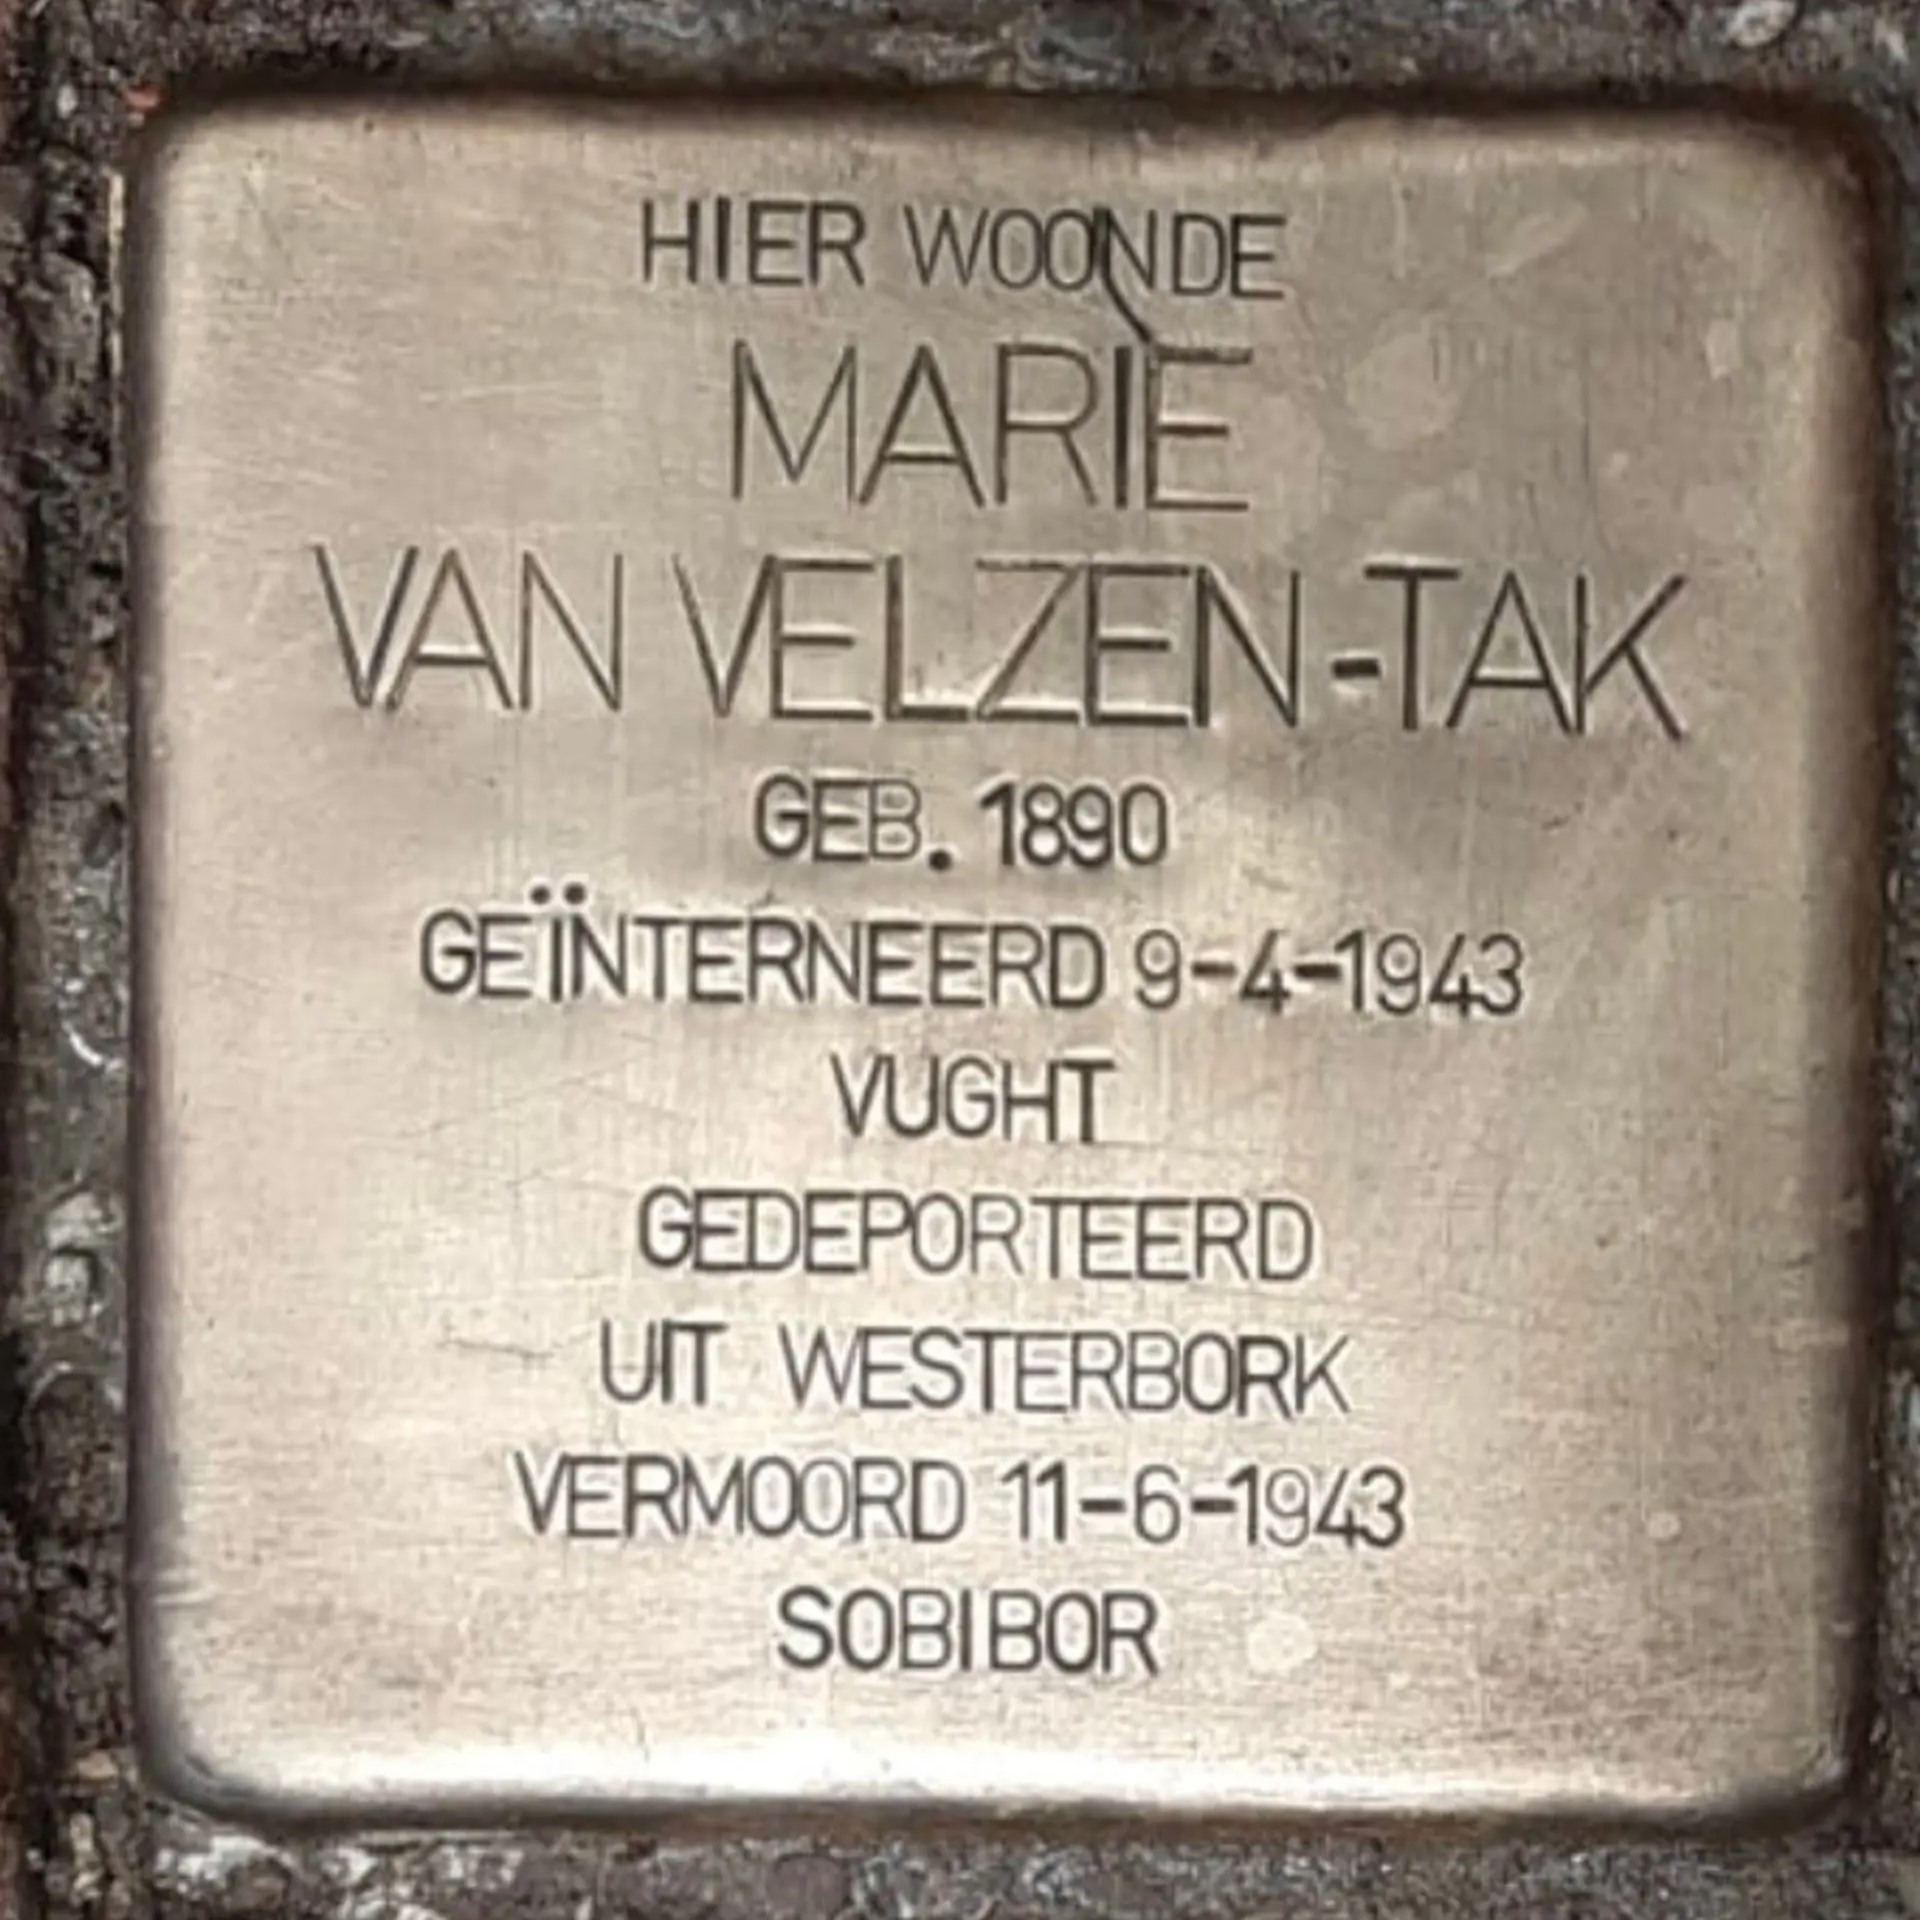 HIER WOONDE
MARIE
VAN VELZEN-TAK
GEB. 1890
GEÏNTERNEERD 9-4-1943
VUGHT
GEDEPORTEERD
UIT WESTERBORK
VERMOORD 11-6-1943
SOBIBOR